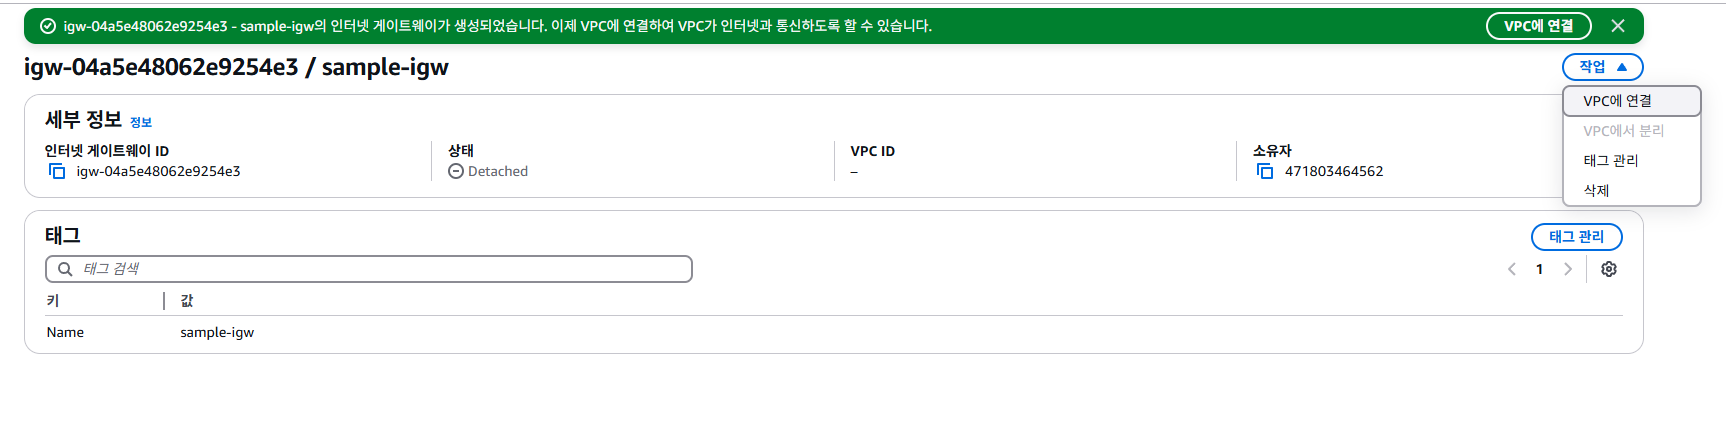 igw-04a5e48062e9254e3 - sample-igw의 인터넷 게이트웨이가 생성되었습니다. 이제 VPC에 연결하여 VPC가 인터넷과 통신하도록 할 수 있습니다.
VPC에 연결
igw-04a5e48062e9254e3 / sample-igw
작업
VPC에 연결
VPC에서 분리
태그 관리
삭제
세부 정보 정보
인터넷 게이트웨이 ID
igw-04a5e48062e9254e3
상태
Detached
VPC ID
–
소유자
471803464562
태그
태그 관리
태그 검색
1
키 값
Name sample-igw